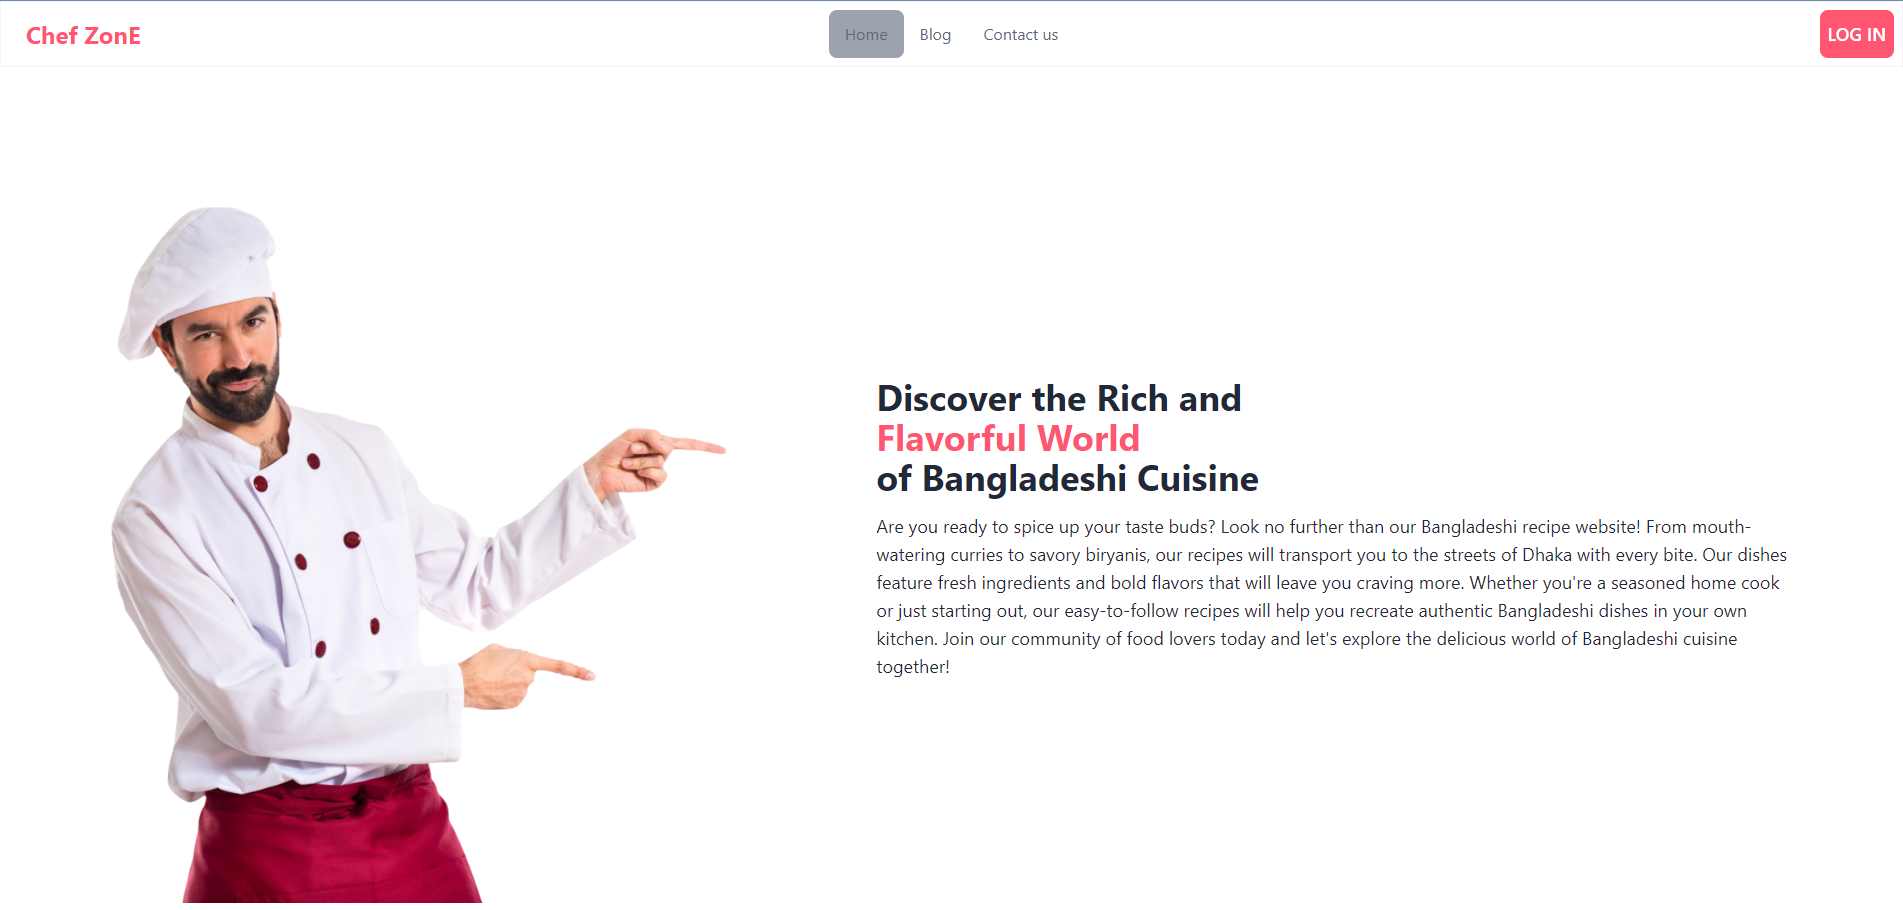 Chef ZonE
Home Blog Contact us
LOG IN
Discover the Rich and
Flavorful World
of Bangladeshi Cuisine
Are you ready to spice up your taste buds? Look no further than our Bangladeshi recipe website! From mouth-
watering curries to savory biryanis, our recipes will transport you to the streets of Dhaka with every bite. Our dishes
feature fresh ingredients and bold flavors that will leave you craving more. Whether you're a seasoned home cook
or just starting out, our easy-to-follow recipes will help you recreate authentic Bangladeshi dishes in your own
kitchen. Join our community of food lovers today and let's explore the delicious world of Bangladeshi cuisine
together!